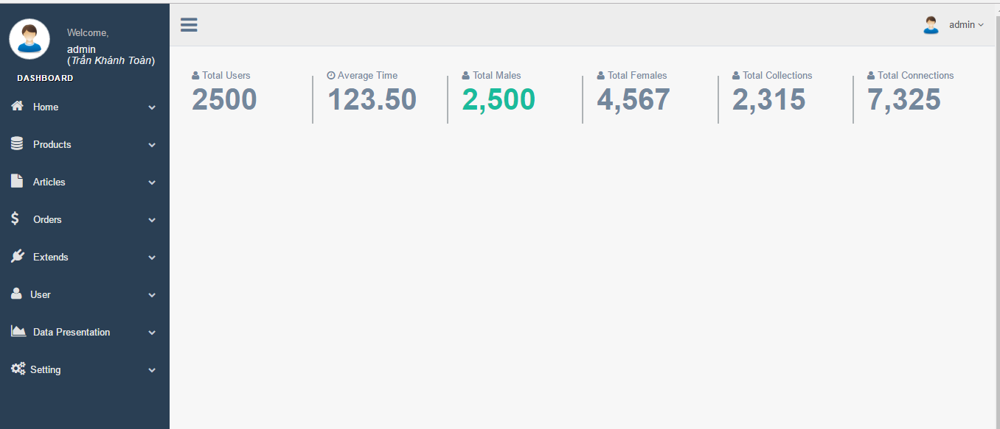 Welcome,
admin
(Trần Khánh Toàn)
DASHBOARD
Home
Products
Articles
Orders
Extends
User
Data Presentation
Setting
admin
Total Users
2500
Average Time
123.50
Total Males
2,500
Total Females
4,567
Total Collections
2,315
Total Connections
7,325